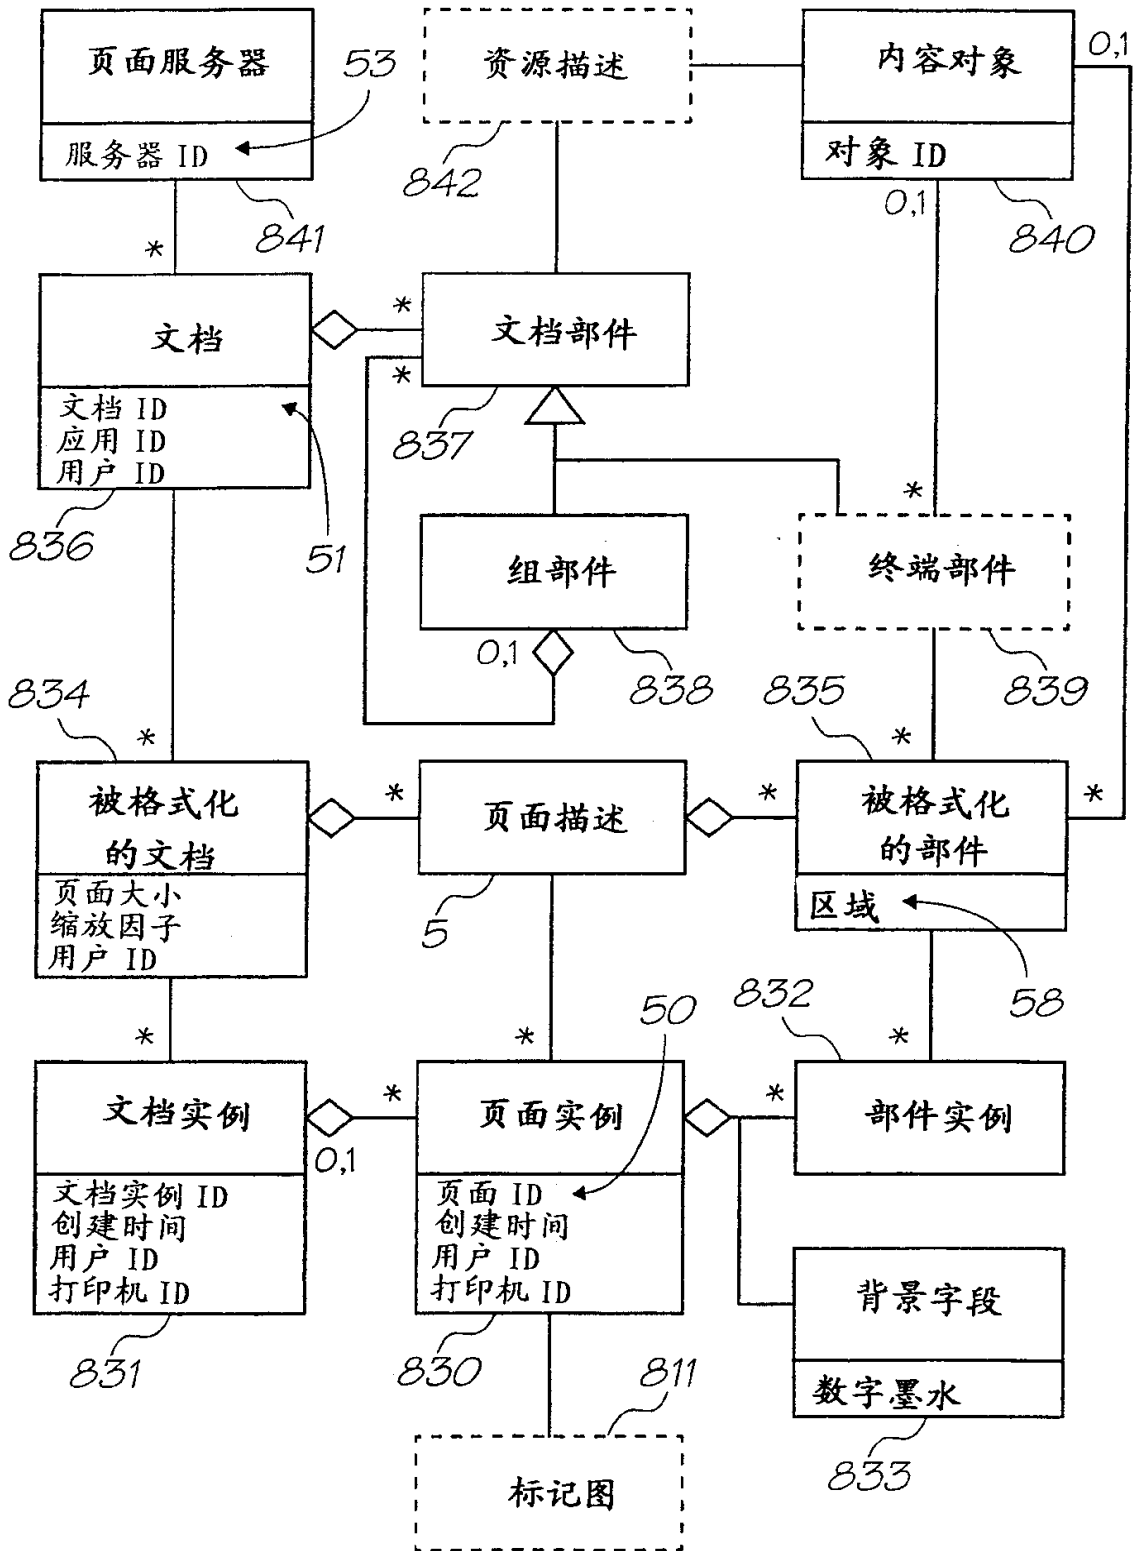 页面服务器
服务器 ID
53
841
*
资源描述
842
内容对象
0,1
对象 ID
0,1
840
文档
文档 ID
应用 ID
用户 ID
836
51
*
*
文档部件
837
组部件
0,1
838
*
终端部件
839
834
*
被格式化
的文档
页面大小
缩放因子
用户 ID
*
页面描述
5
835
*
*
*
被格式化
的部件
区域
58
*
文档实例
0,1
文档实例 ID
创建时间
用户 ID
打印机 ID
831
50
*
*
页面实例
页面 ID
创建时间
用户 ID
打印机 ID
830
832
*
*
部件实例
背景字段
数字墨水
833
811
标记图